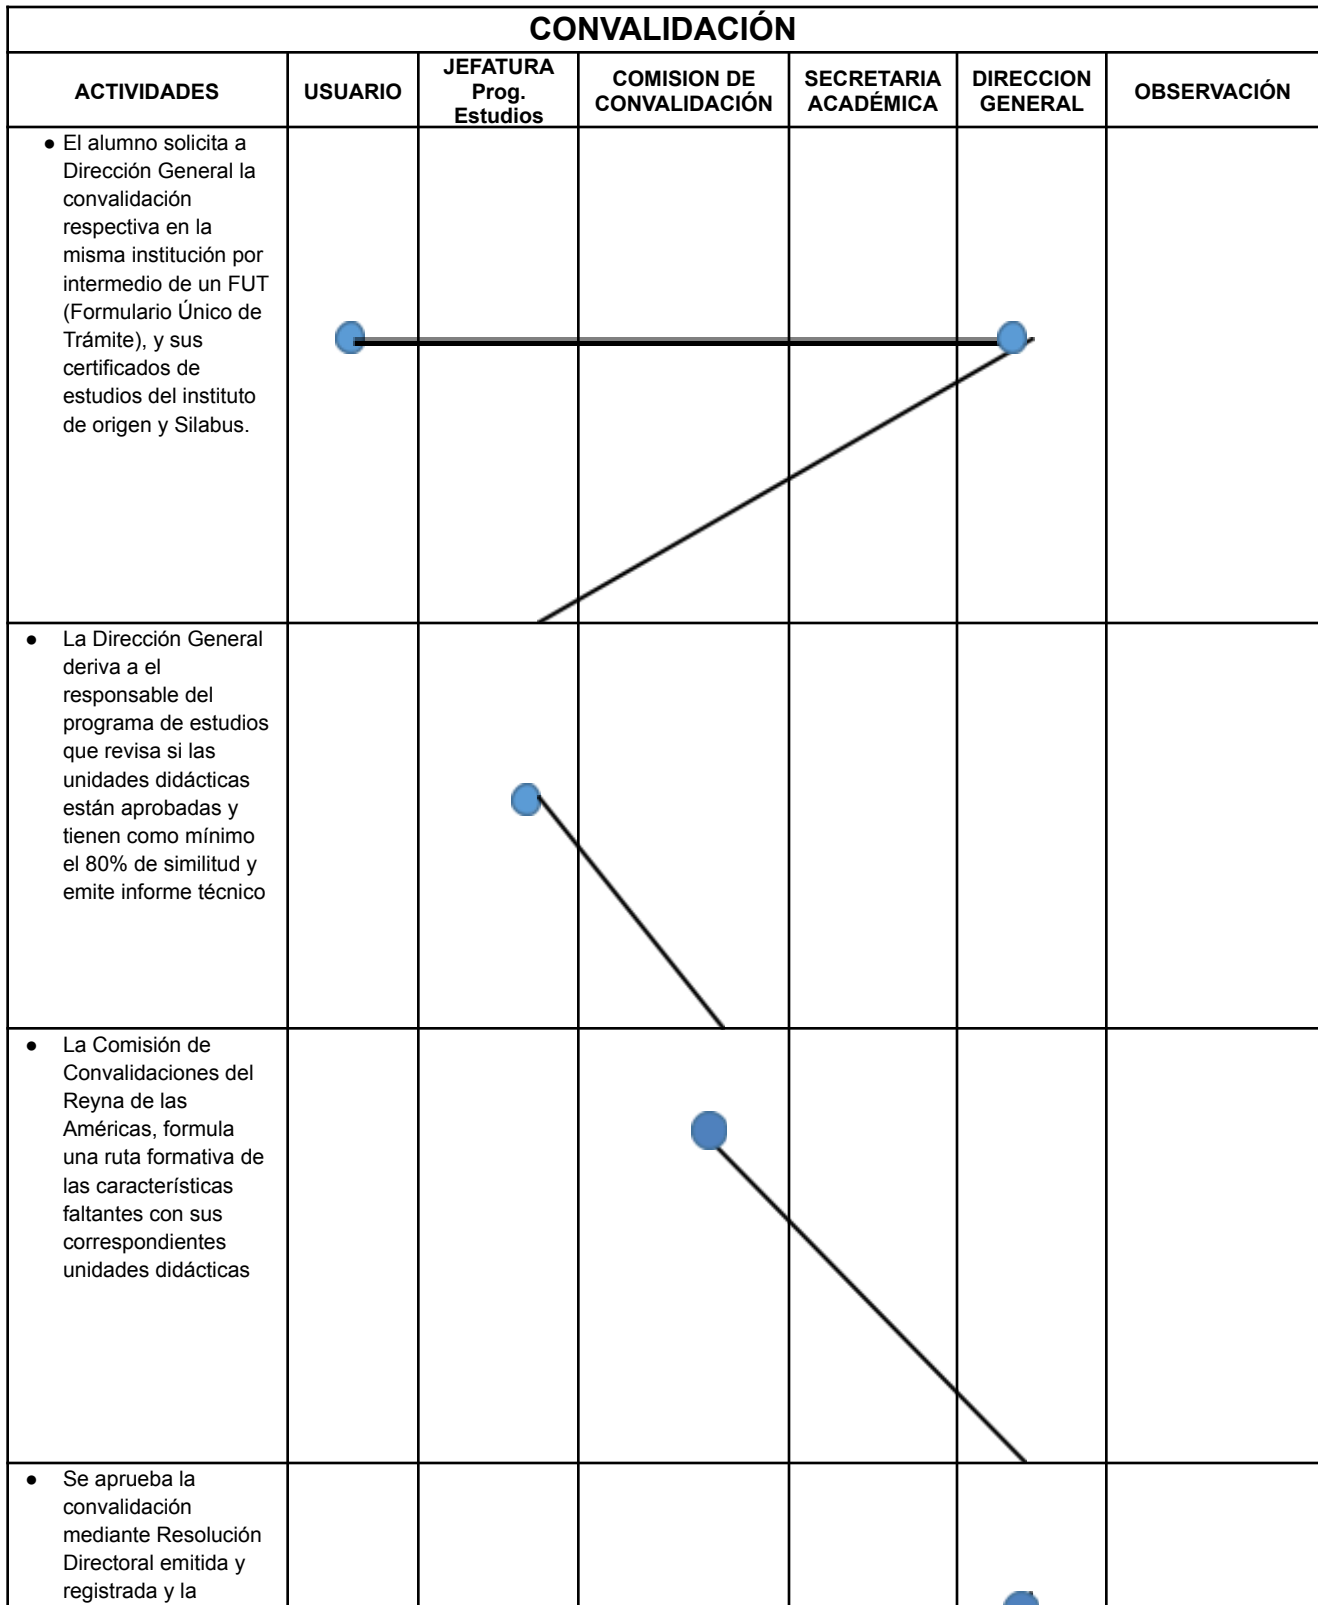 CONVALIDACIÓN
ACTIVIDADES
USUARIO
JEFATURA
Prog.
Estudios
COMISION DE
CONVALIDACIÓN
SECRETARIA
ACADÉMICA
DIRECCION
GENERAL
OBSERVACIÓN
● El alumno solicita a
Dirección General la
convalidación
respectiva en la
misma institución por
intermedio de un FUT
(Formulario Único de
Trámite), y sus
certificados de
estudios del instituto
de origen y Silabus.
● La Dirección General
deriva a el
responsable del
programa de estudios
que revisa si las
unidades didácticas
están aprobadas y
tienen como mínimo
el 80% de similitud y
emite informe técnico
● La Comisión de
Convalidaciones del
Reyna de las
Américas, formula
una ruta formativa de
las características
faltantes con sus
correspondientes
unidades didácticas
● Se aprueba la
convalidación
mediante Resolución
Directoral emitida y
registrada y la